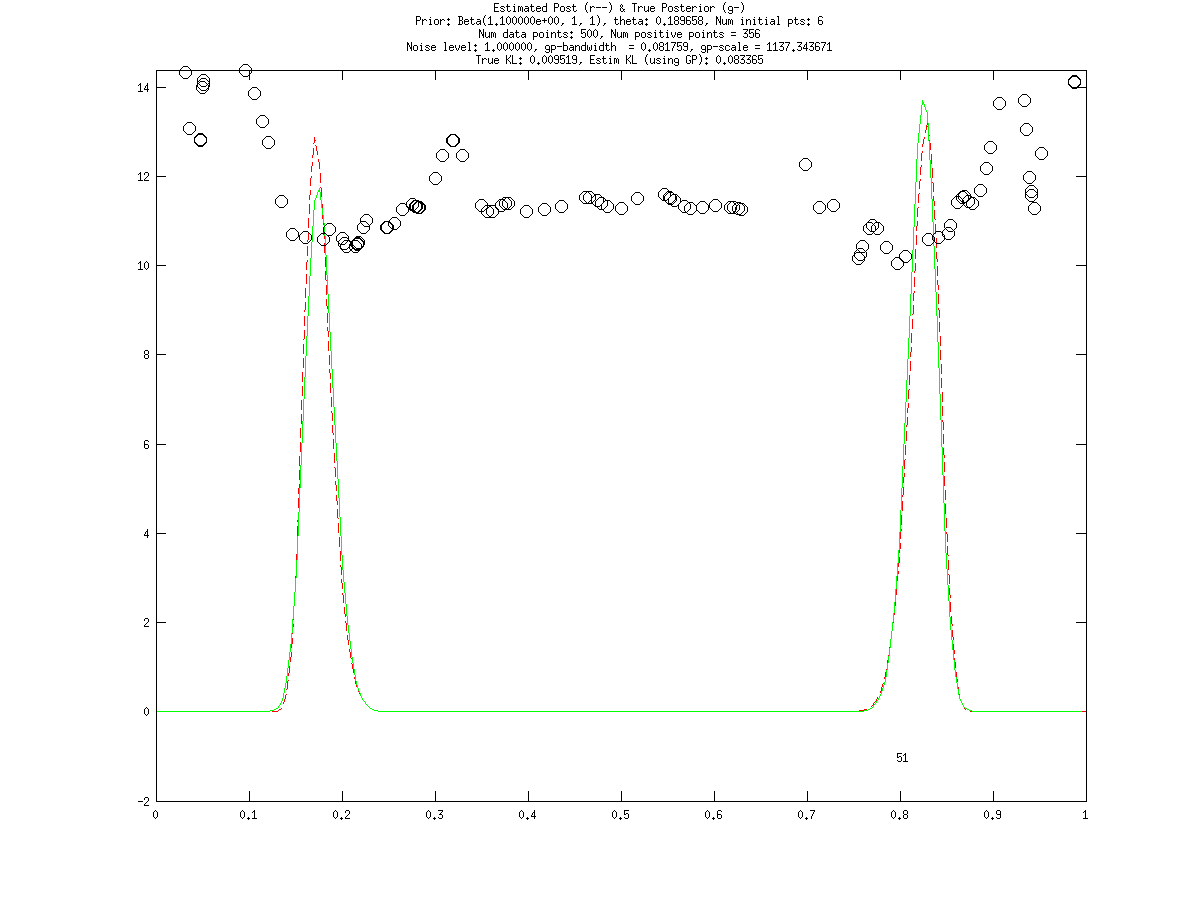 Estimated Post (r--) & True Posterior (g-)
Prior: Beta(1.100000e+00, 1, 1), theta: 0.189658, Num initial pts: 6
Num data points: 500, Num positive points = 356
Noise level: 1.000000, gp-bandwidth  = 0.081759, gp-scale = 1137.343671
True KL: 0.009519, Estim KL (using GP): 0.083365
14
12
10
8
6
4
2
0
51
-2
0 0.1 0.2 0.3 0.4 0.5 0.6 0.7 0.8 0.9 1